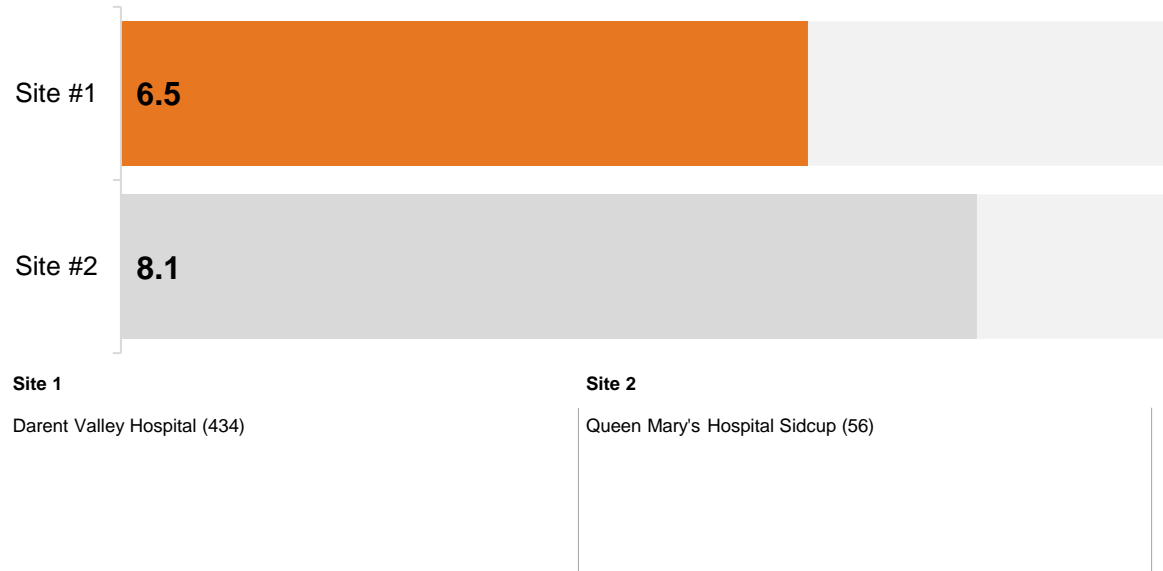 Site #1
6.5
Site #2
8.1
Site 1
Darent Valley Hospital (434)
Site 2
Queen Mary's Hospital Sidcup (56)